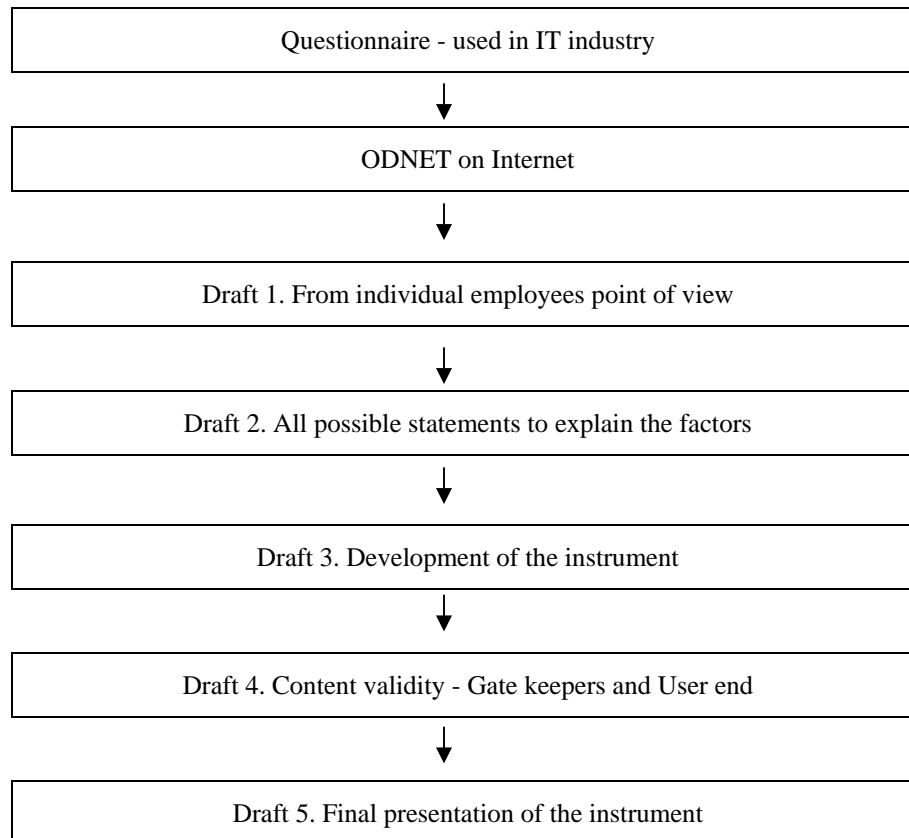 Questionnaire - used in IT industry
ODNET on Internet
Draft 1. From individual employees point of view
Draft 2. All possible statements to explain the factors
Draft 3. Development of the instrument
Draft 4. Content validity - Gate keepers and User end
Draft 5. Final presentation of the instrument